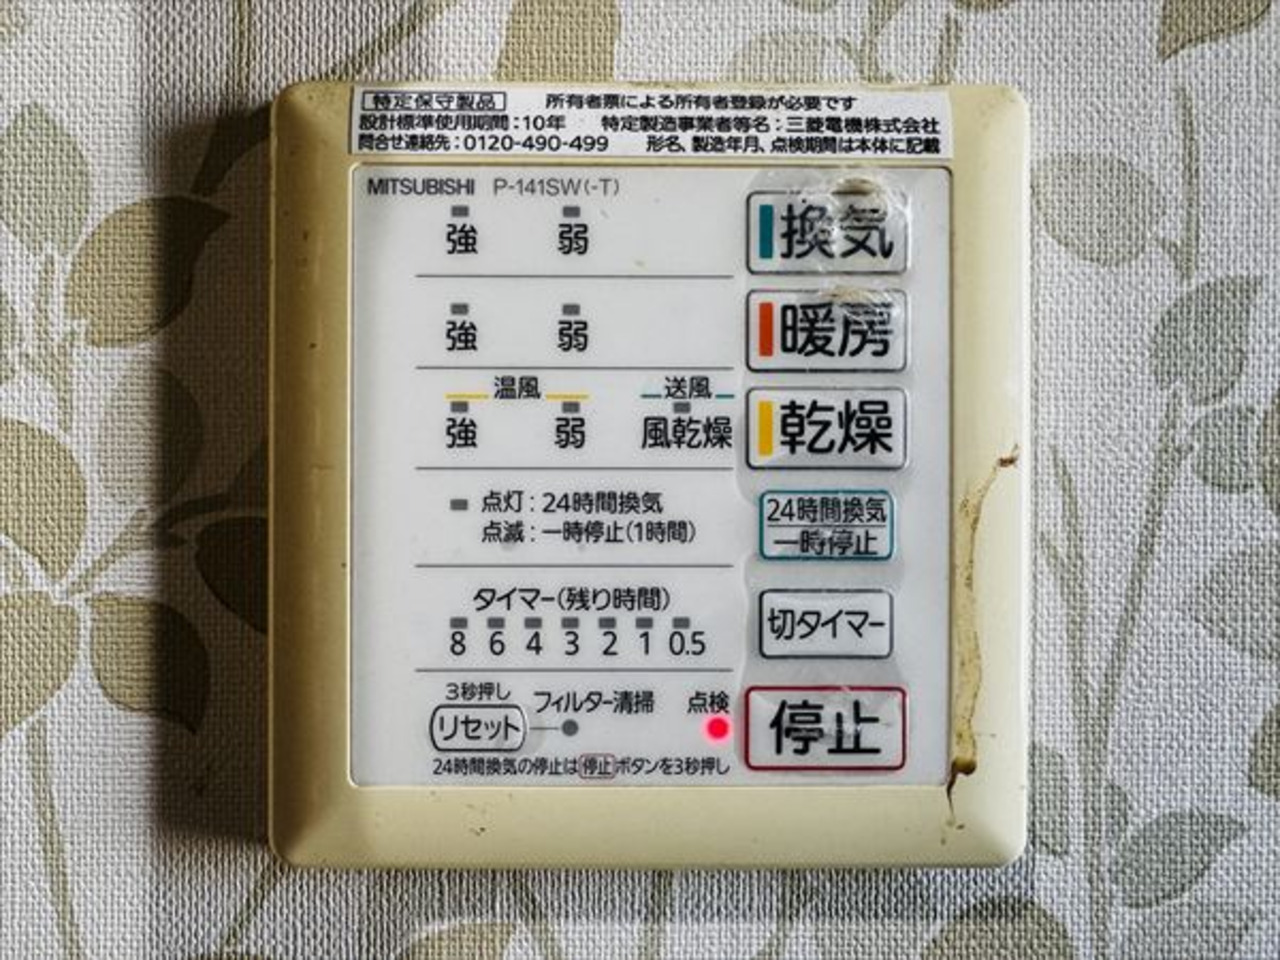 特定保守製品 所有者票による所有者登録が必要です
設計標準使用期間:10年 特定製造事業者等名:三菱電機株式会社
問合せ連絡先:0120-490-499 形名、製造年月、点検期間は本体に記載
MITSUBISHI P-141SW(-T)
強 弱 換気
強 弱 暖房
温風 送風
強 弱 風乾燥 乾燥
点灯:24時間換気
点滅:一時停止(1時間)
24時間換気
一時停止
タイマー(残り時間)
8 6 4 3 2 1 0.5
切タイマー
3秒押し
リセット フィルター清掃 点検
停止
24時間換気の停止は停止ボタンを3秒押し